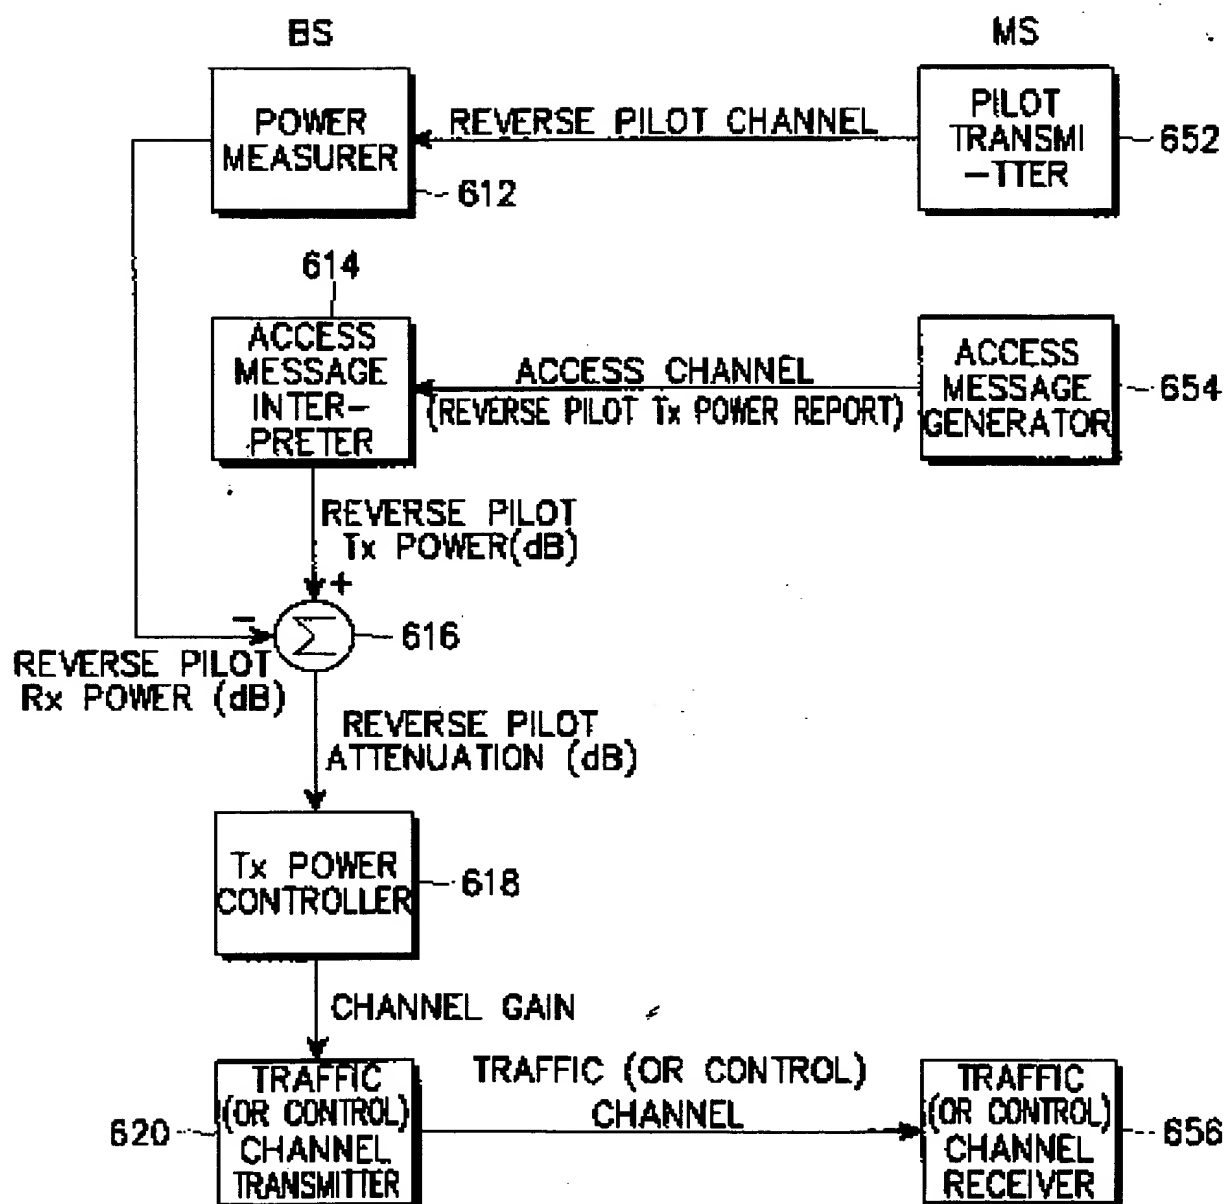 BS
MS
POWER
MEASURER
612
REVERSE PILOT CHANNEL
PILOT
TRANSMI
-TTER
652
614
ACCESS
MESSAGE
INTER-
PRETER
ACCESS CHANNEL
(REVERSE PILOT Tx POWER REPORT)
ACCESS
MESSAGE
GENERATOR
654
REVERSE PILOT
Tx POWER(dB)
+
-
Σ
616
REVERSE PILOT
Rx POWER (dB)
REVERSE PILOT
ATTENUATION (dB)
Tx POWER
CONTROLLER
618
CHANNEL GAIN
TRAFFIC
(OR CONTROL)
CHANNEL
TRANSMITTER
620
TRAFFIC (OR CONTROL)
CHANNEL
TRAFFIC
(OR CONTROL)
CHANNEL
RECEIVER
656